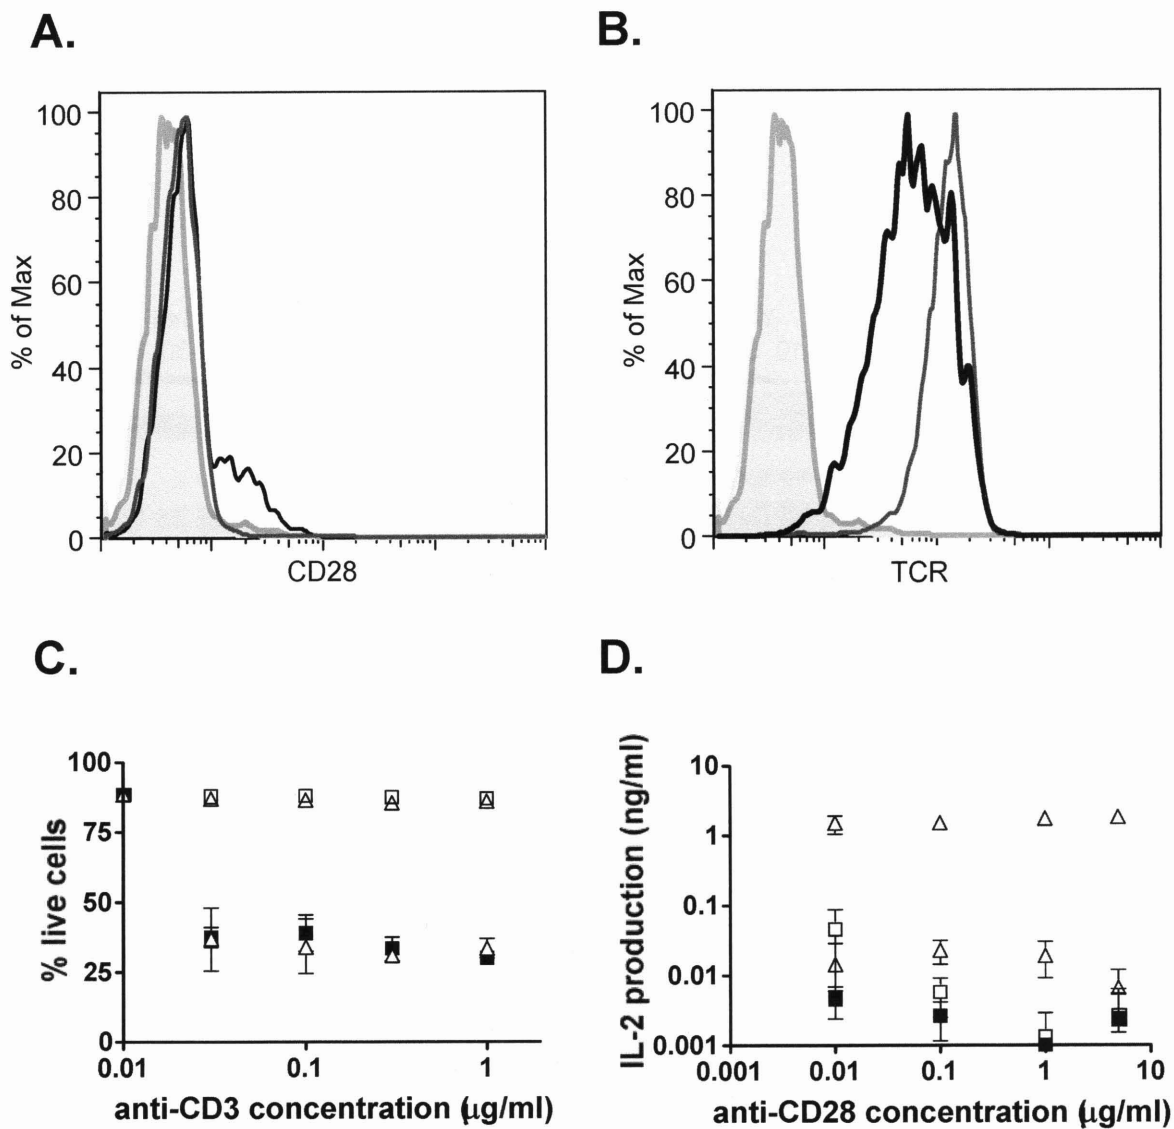 A.
B.
100
80
60
40
20
0
% of Max
CD28
100
80
60
40
20
0
% of Max
TCR
C.
D.
100
75
50
25
0
% live cells
0.01
0.1
1
anti-CD3 concentration (μg/ml)
10
1
0.1
0.01
0.001
IL-2 production (ng/ml)
0.001
0.01
0.1
1
10
anti-CD28 concentration (μg/ml)